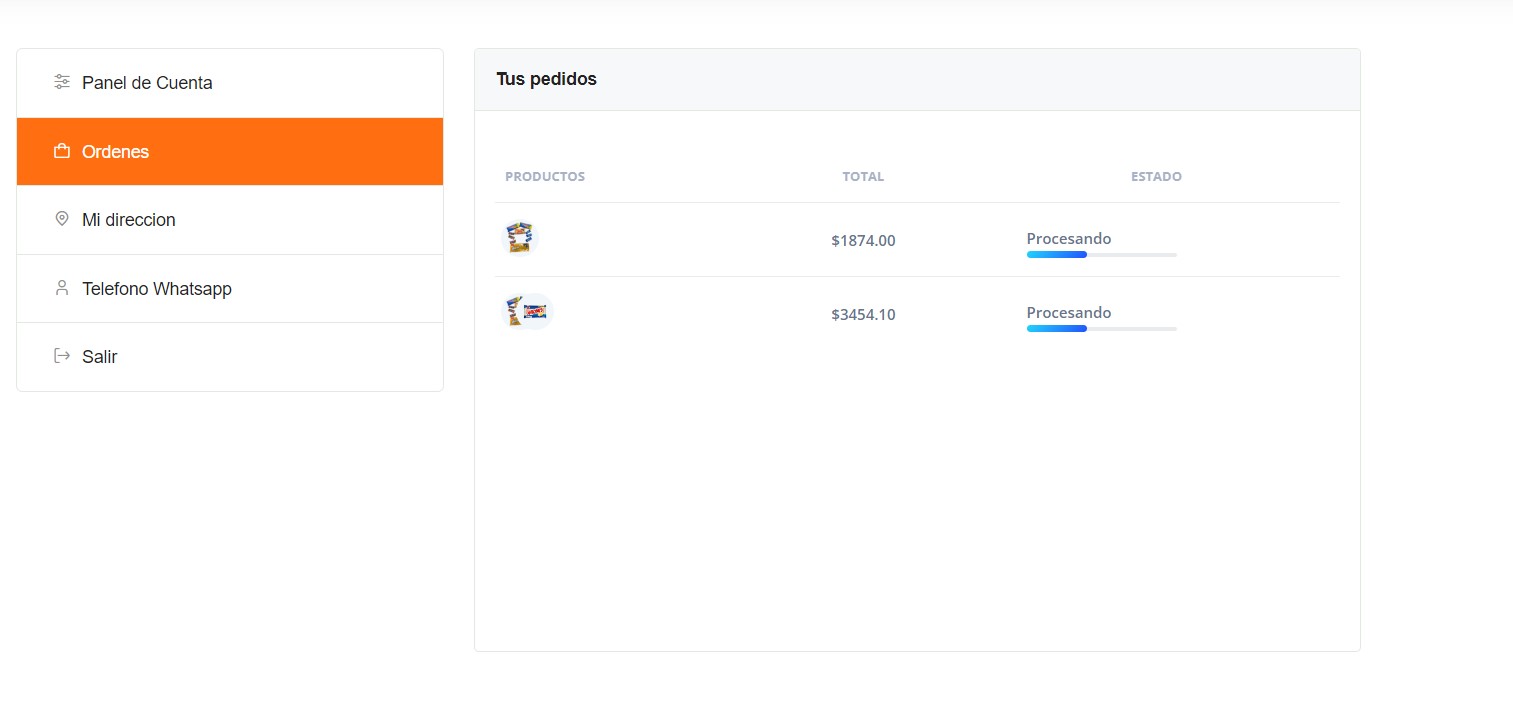 Panel de Cuenta
Ordenes
Mi direccion
Telefono Whatsapp
Salir
Tus pedidos
PRODUCTOS TOTAL ESTADO
$1874.00 Procesando
$3454.10 Procesando